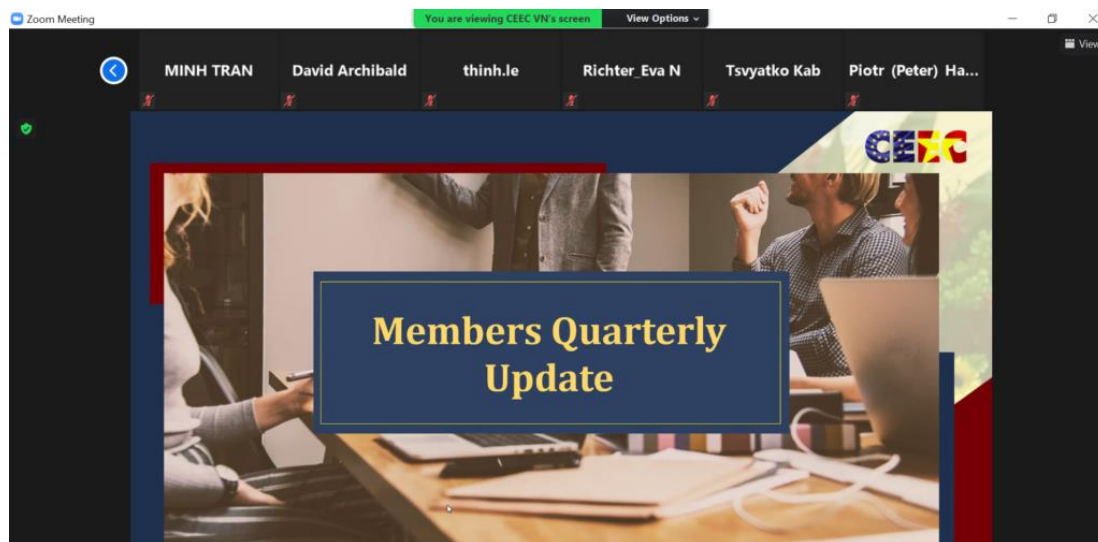 Zoom Meeting
You are viewing CEEC VN's screen
View Options
View
MINH TRAN
David Archibald
thinh.le
Richter_Eva N
Tsvyatko Kab
Piotr (Peter) Ha...
CEEC
Members Quarterly
Update